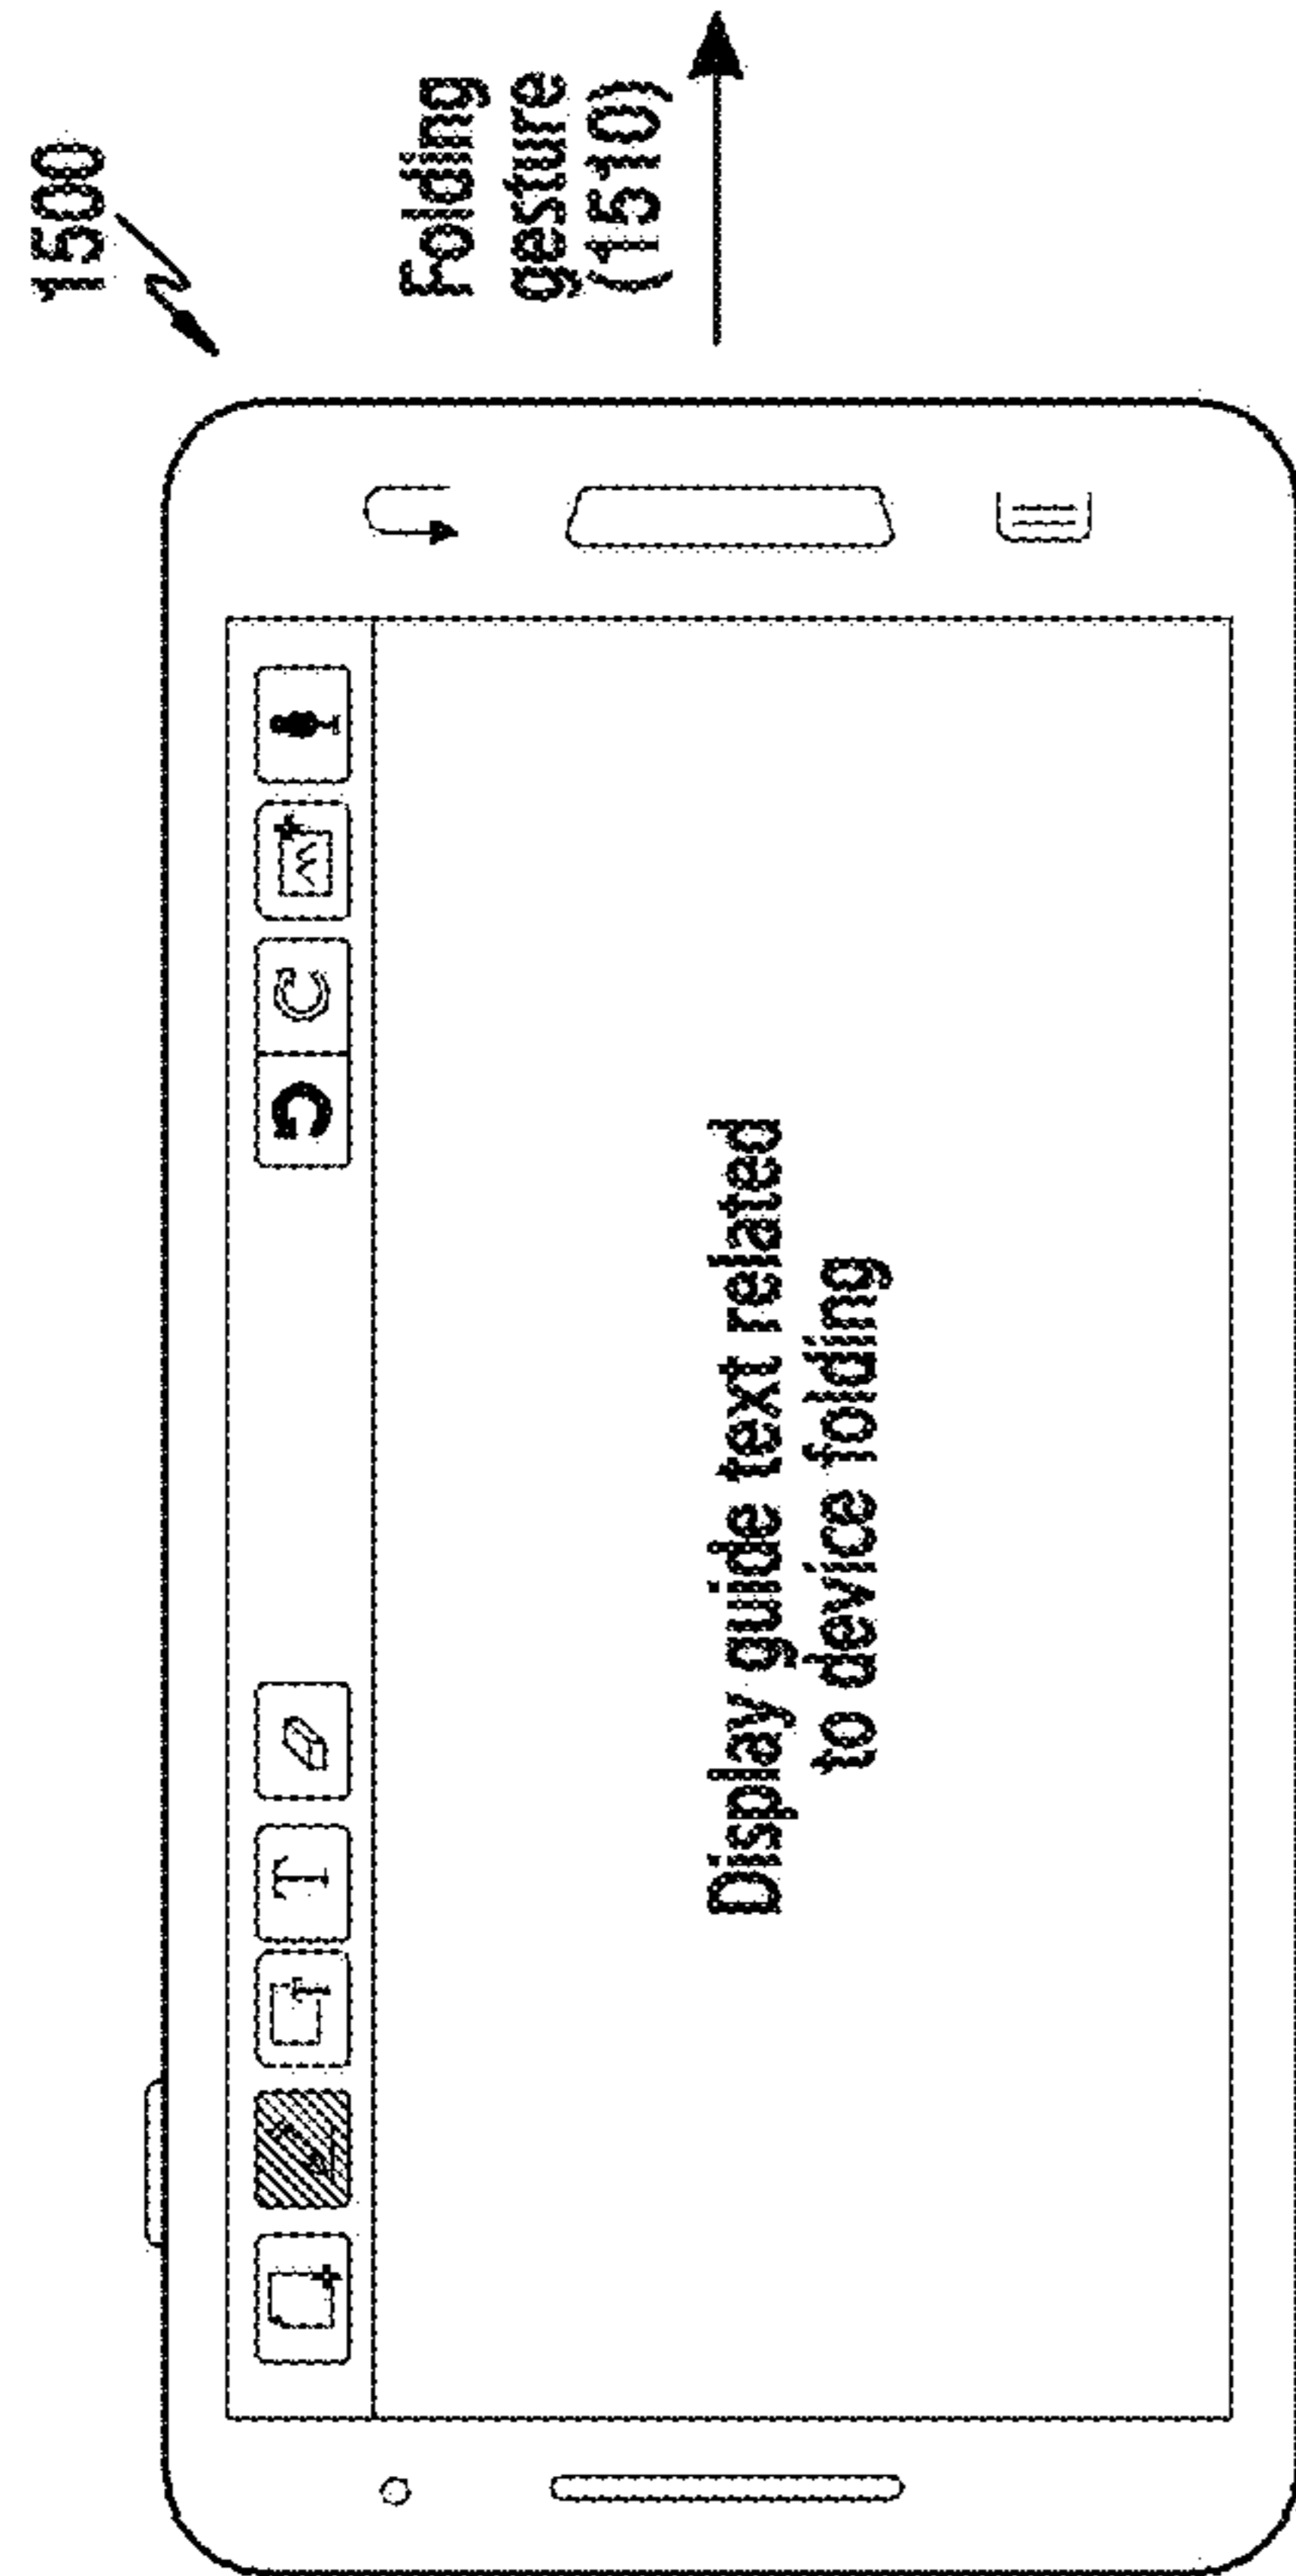 1500
Folding
gesture
(1510)
T
T
Display guide text related
to device folding